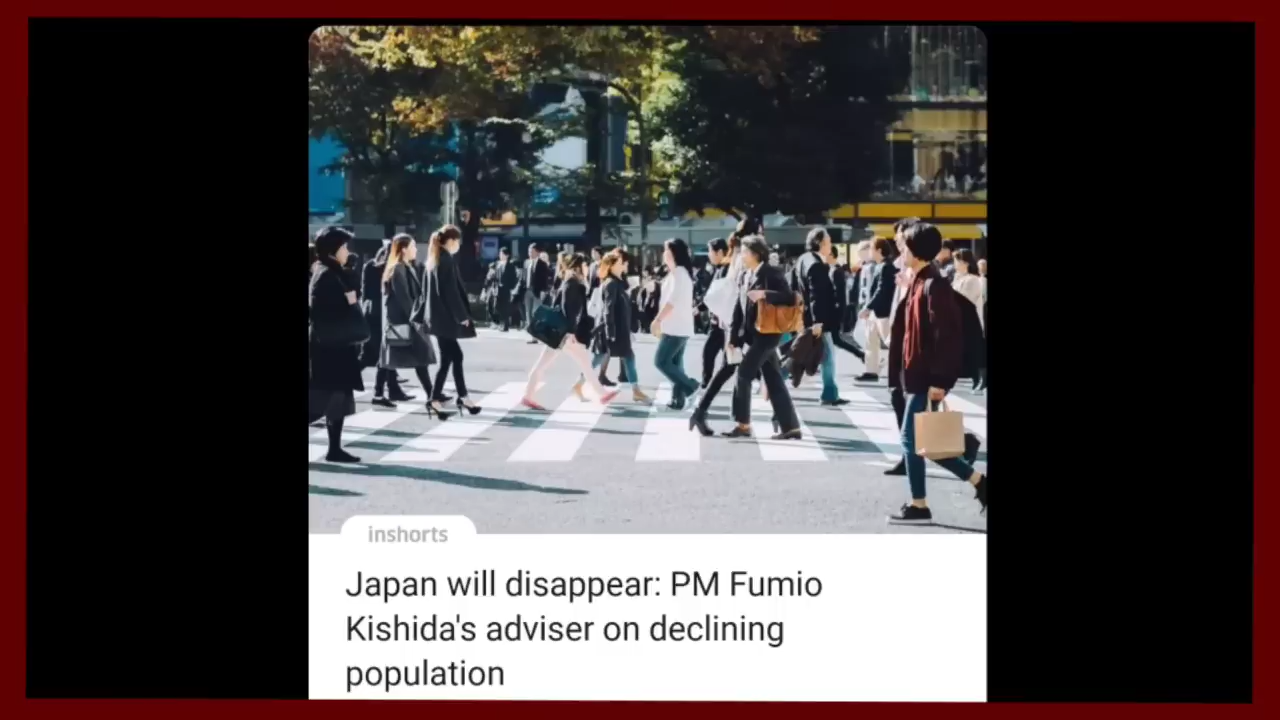 inshorts
Japan will disappear: PM Fumio
Kishida's adviser on declining
population